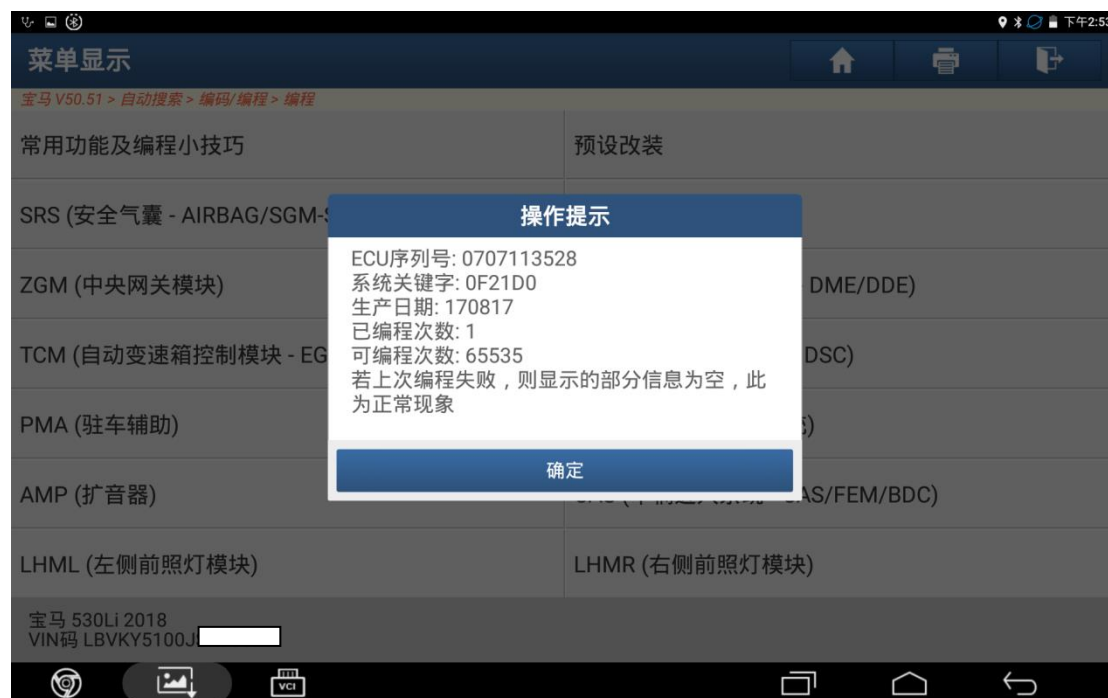 下午2:53
菜单显示
宝马 V50.51 > 自动搜索 > 编码/编程 > 编程
常用功能及编程小技巧
预设改装
SRS (安全气囊 - AIRBAG/SGM-
操作提示
ECU序列号: 0707113528
系统关键字: 0F21D0
生产日期: 170817
已编程次数: 1
可编程次数: 65535
若上次编程失败，则显示的部分信息为空，此
为正常现象
确定
ZGM (中央网关模块)
DME/DDE)
TCM (自动变速箱控制模块 - EG
DSC)
PMA (驻车辅助)
AMP (扩音器)
AS/FEM/BDC)
LHML (左侧前照灯模块)
LHMR (右侧前照灯模块)
宝马 530Li 2018
VIN码 LBVKY5100J
VCI